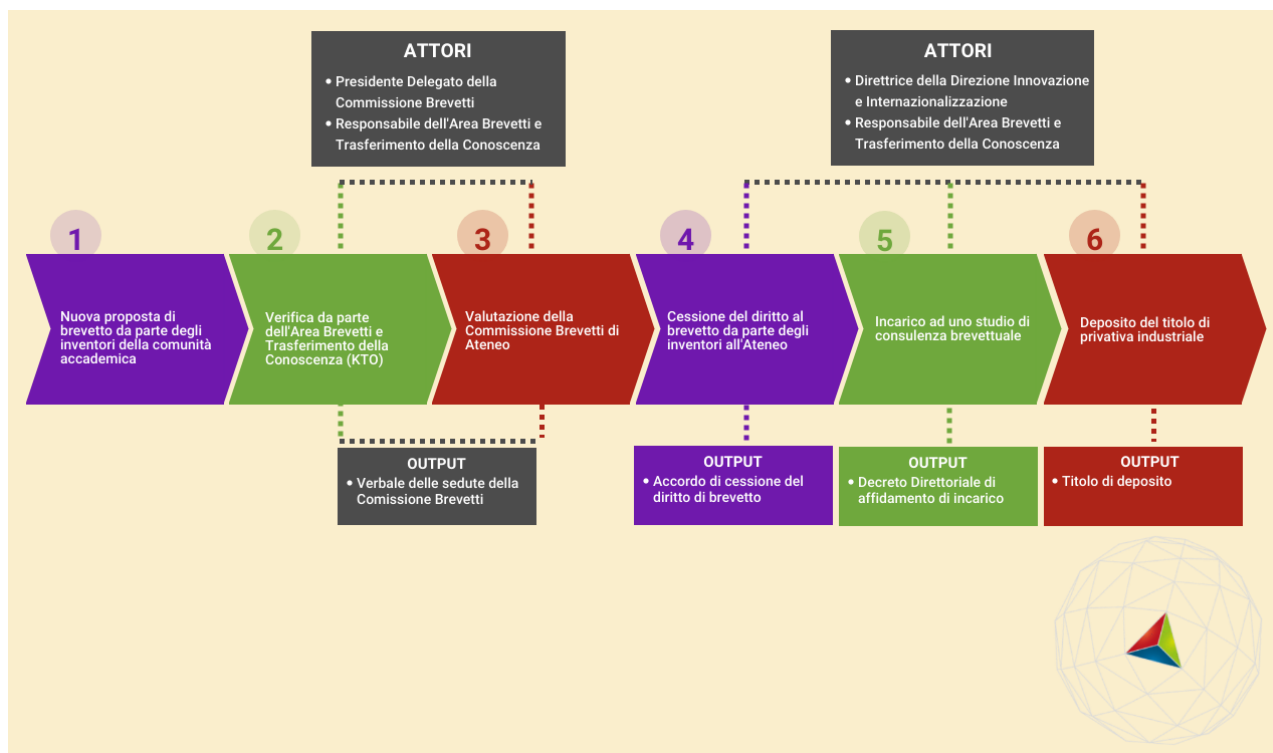 ATTORI
• Presidente Delegato della
Commissione Brevetti
• Responsabile dell'Area Brevetti e
Trasferimento della Conoscenza
ATTORI
• Direttrice della Direzione Innovazione
e Internazionalizzazione
• Responsabile dell'Area Brevetti e
Trasferimento della Conoscenza
1
2
3
4
5
6
Nuova proposta di
brevetto da parte degli
inventori della comunità
accademica
Verifica da parte
dell'Area Brevetti e
Trasferimento della
Conoscenza (KTO)
Valutazione della
Commissione Brevetti di
Ateneo
Cessione del diritto al
brevetto da parte degli
inventori all'Ateneo
Incarico ad uno studio di
consulenza brevettuale
Deposito del titolo di
privativa industriale
OUTPUT
• Verbale delle sedute della
Comissione Brevetti
OUTPUT
• Accordo di cessione del
diritto di brevetto
OUTPUT
• Decreto Direttoriale di
affidamento di incarico
OUTPUT
• Titolo di deposito